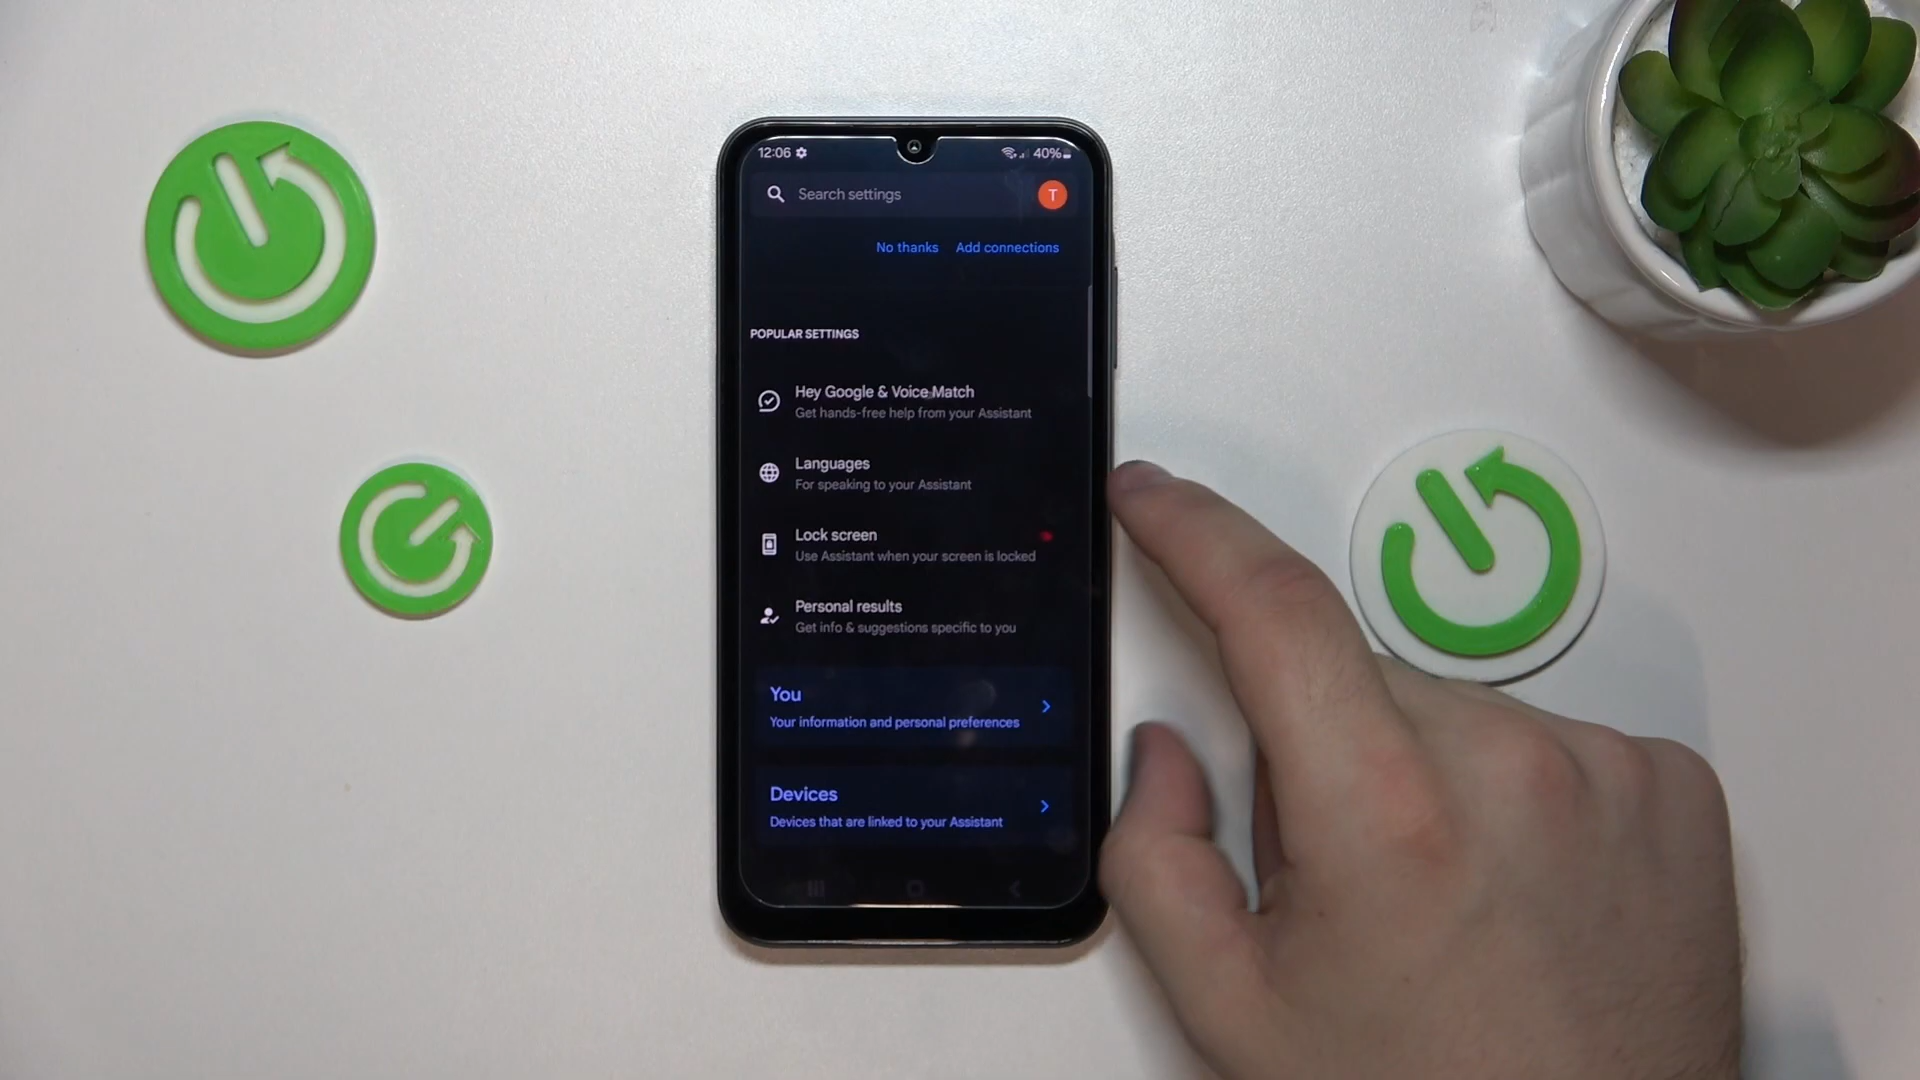 12:06
40%
Search settings
T
No thanks Add connections
POPULAR SETTINGS
Hey Google & Voice Match
Get hands-free help from your Assistant
Languages
For speaking to your Assistant
Lock screen
Use Assistant when your screen is locked
Personal results
Get info & suggestions specific to you
You
Your information and personal preferences
Devices
Devices that are linked to your Assistant